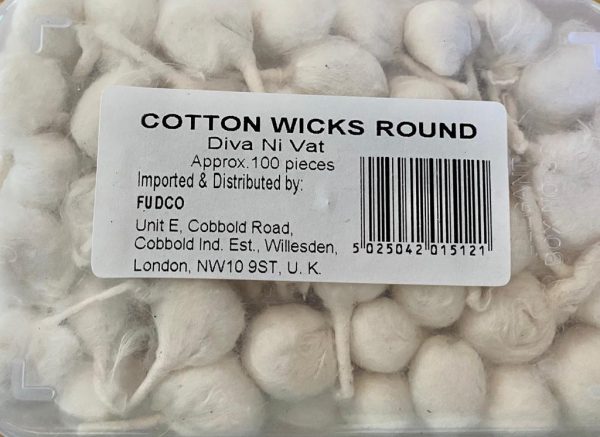 COTTON WICKS ROUND
Diva Ni Vat
Approx.100 pieces
Imported & Distributed by:
FUDCO
Unit E, Cobbold Road,
Cobbold Ind. Est., Willesden,
London, NW10 9ST, U. K.
5 025042 015121